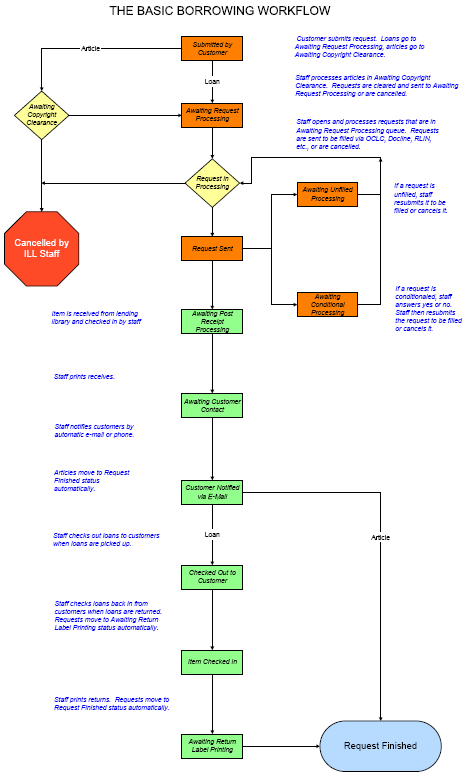 THE BASIC BORROWING WORKFLOW
Article
Submitted by
Customer
Customer submits request. Loans go to
Awaiting Request Processing, articles go to
Awaiting Copyright Clearance.
Loan
Staff processes articles in Awaiting Copyright
Clearance. Requests are cleared and sent to Awaiting
Request Processing or are cancelled.
Awaiting
Copyright
Clearance
Awaiting Request
Processing
Staff opens and processes requests that are in
Awaiting Request Processing queue. Requests
are sent to be filled via OCLC, Docline, RLIN,
etc., or are cancelled.
Request in
Processing
Awaiting Unfilled
Processing
If a request is
unfilled, staff
resubmits it to be
filled or cancels it.
Cancelled by
ILL Staff
Request Sent
Awaiting
Conditional
Processing
If a request is
conditionaled, staff
answers yes or no.
Staff then resubmits
the request to be filled
or cancels it.
Item is received from lending
library and checked in by staff
Awaiting Post
Receipt
Processing
Staff prints receives.
Awaiting Customer
Contact
Staff notifies customers by
automatic e-mail or phone.
Articles move to Request
Finished status
automatically.
Customer Notified
via E-Mail
Staff checks out loans to customers
when loans are picked up.
Loan
Article
Checked Out to
Customer
Staff checks loans back in from
customers when loans are returned.
Requests move to Awaiting Return
Label Printing status automatically.
Item Checked In
Staff prints returns. Requests move to
Request Finished status automatically.
Awaiting Return
Label Printing
Request Finished